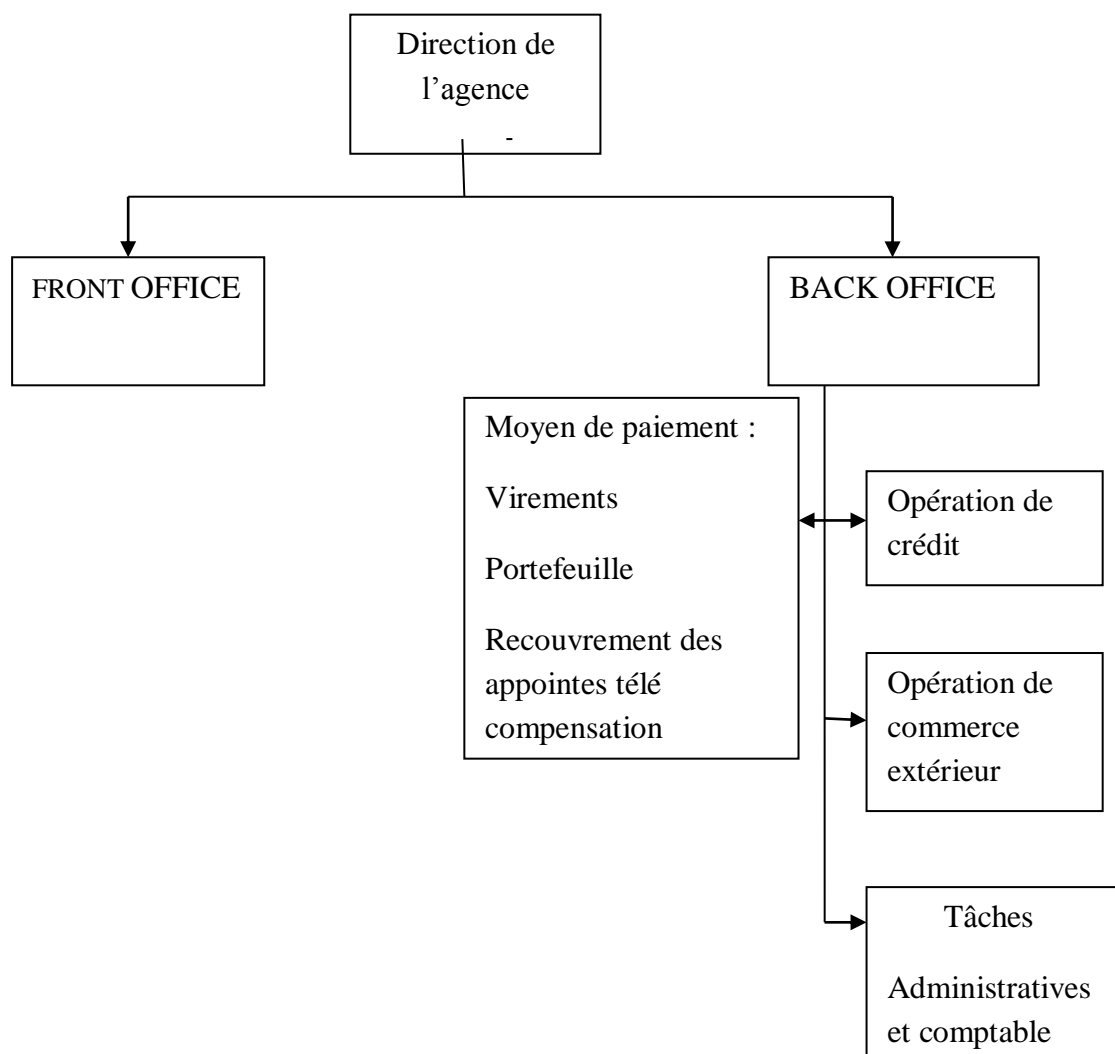 Direction de
l’agence
-
FRONT OFFICE
BACK OFFICE
Moyen de paiement :
Virements
Portefeuille
Recouvrement des
appointes télé
compensation
Opération de
crédit
Opération de
commerce
extérieur
Tâches
Administratives
et comptable